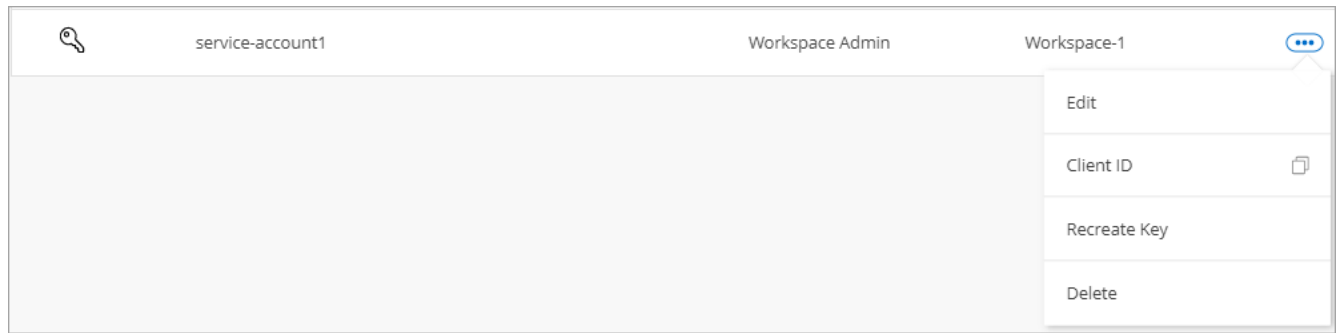 service-account1 Workspace Admin Workspace-1
Edit
Client ID
Recreate Key
Delete